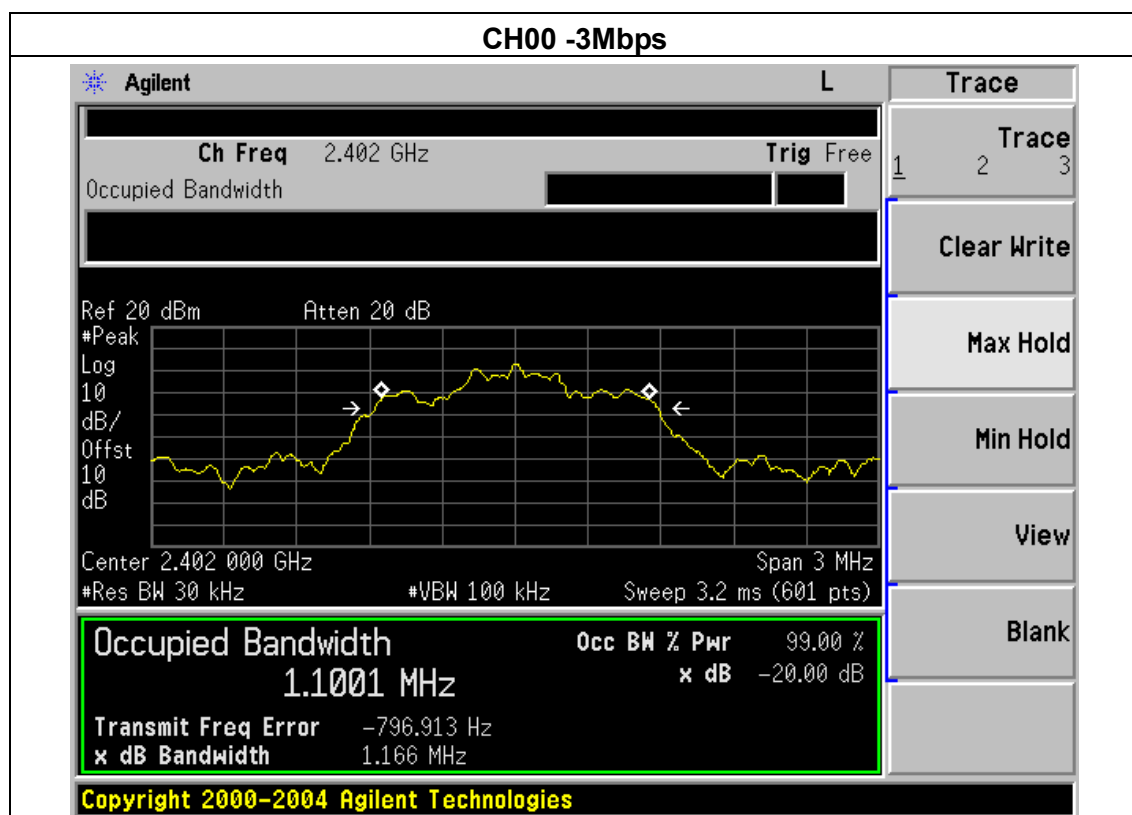 CH00 -3Mbps
Agilent L Trace
Ch Freq 2.402 GHz Trig Free
Occupied Bandwidth
Trace
1 2 3
Clear Write
Max Hold
Min Hold
View
Blank
Ref 20 dBm Atten 20 dB
#Peak
Log
10
dB/
Offst
10
dB
Center 2.402 000 GHz Span 3 MHz
#Res BW 30 kHz #VBW 100 kHz Sweep 3.2 ms (601 pts)
Occupied Bandwidth Occ BW % Pwr 99.00 %
1.1001 MHz x dB -20.00 dB
Transmit Freq Error -796.913 Hz
x dB Bandwidth 1.166 MHz
Copyright 2000-2004 Agilent Technologies